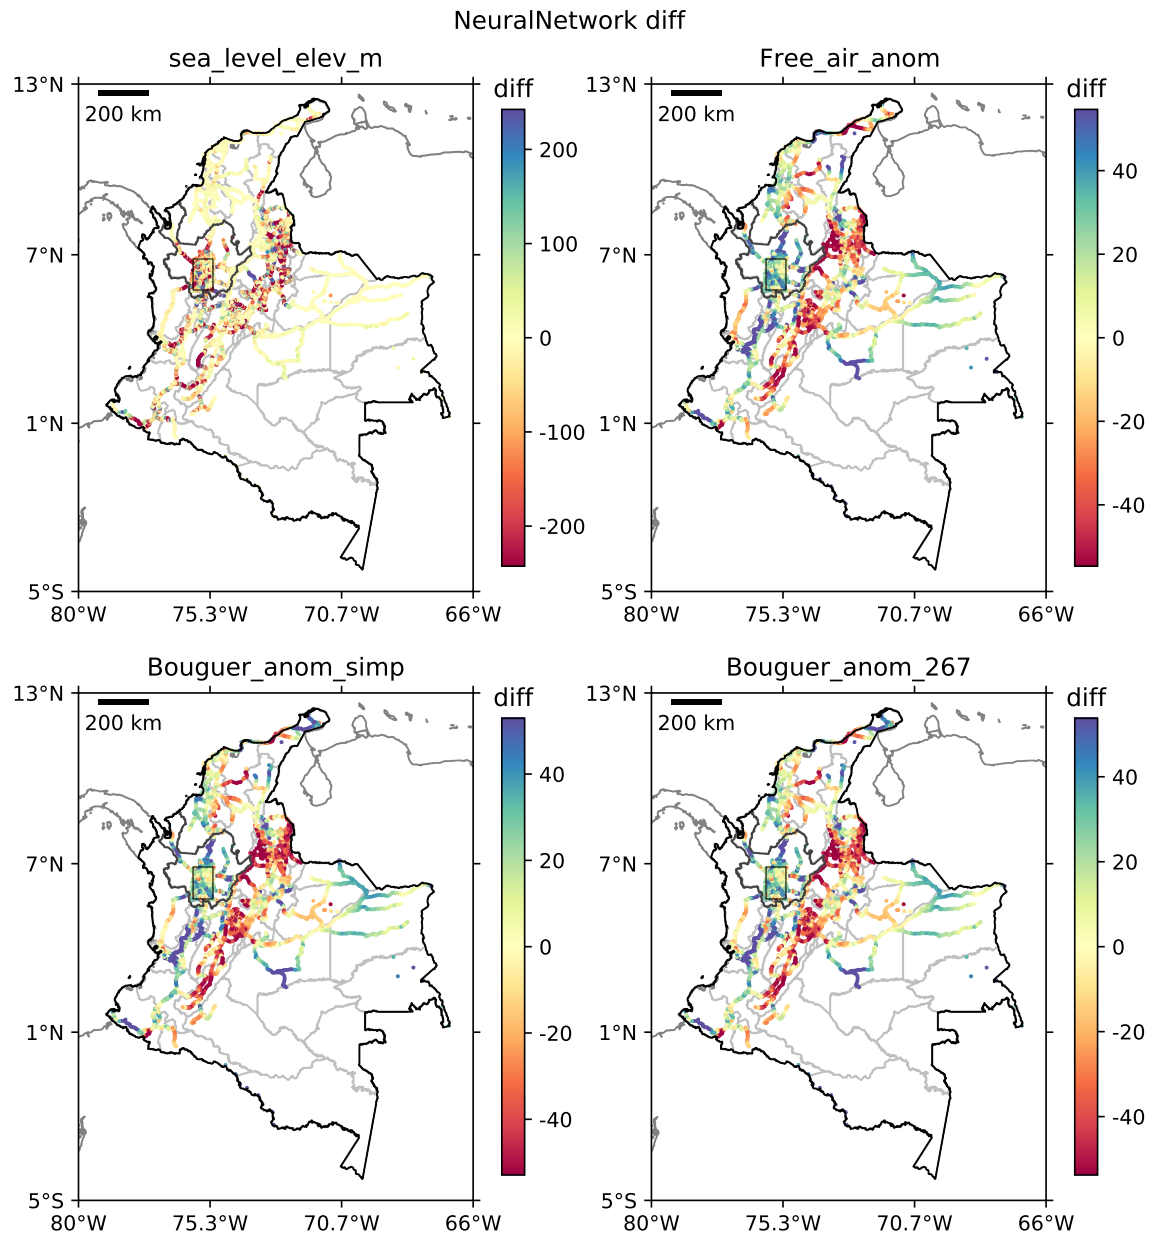 NeuralNetwork diff
sea_level_elev_m
Free_air_anom
13°N
200 km
diff
200
100
0
-100
-200
7°N
1°N
5°S
80°W
75.3°W
70.7°W
66°W
13°N
200 km
diff
40
20
0
-20
-40
7°N
1°N
5°S
80°W
75.3°W
70.7°W
66°W
Bouguer_anom_simp
Bouguer_anom_267
13°N
200 km
diff
40
20
0
-20
-40
7°N
1°N
5°S
80°W
75.3°W
70.7°W
66°W
13°N
200 km
diff
40
20
0
-20
-40
7°N
1°N
5°S
80°W
75.3°W
70.7°W
66°W